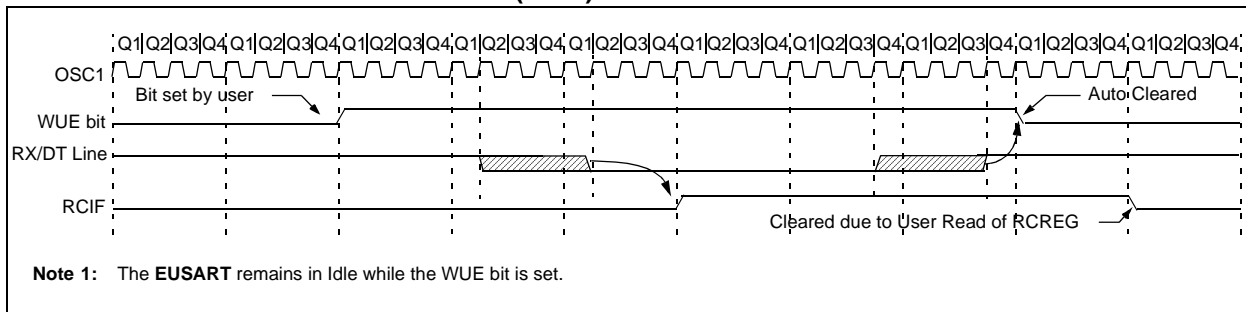 Q1 Q2 Q3 Q4 Q1 Q2 Q3 Q4 Q1 Q2 Q3 Q4 Q1 Q2 Q3 Q4 Q1 Q2 Q3 Q4 Q1 Q2 Q3 Q4 Q1 Q2 Q3 Q4 Q1 Q2 Q3 Q4 Q1 Q2 Q3 Q4 Q1 Q2 Q3 Q4
OSC1
Bit set by user
Auto Cleared
WUE bit
RX/DT Line
RCIF
Cleared due to User Read of RCREG
Note 1: The EUSART remains in Idle while the WUE bit is set.